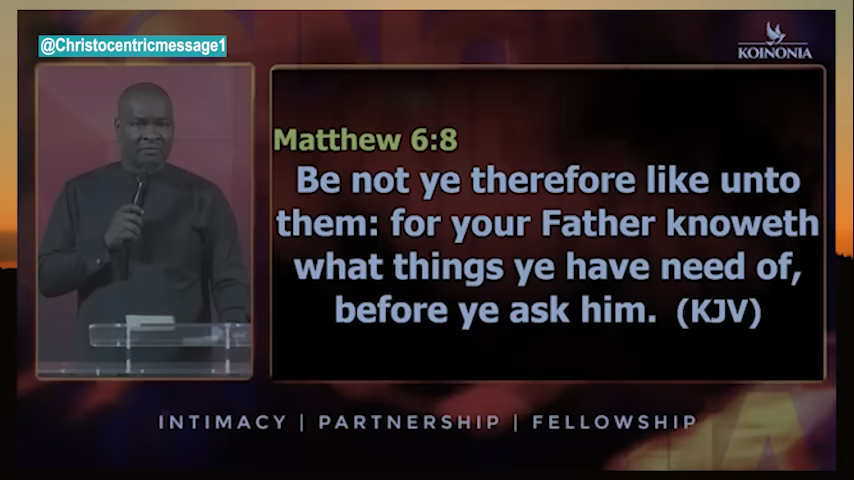 @Christocentricmessage1
KOINONIA
Matthew 6:8
Be not ye therefore like unto
them: for your Father knoweth
what things ye have need of,
before ye ask him. (KJV)
INTIMACY | PARTNERSHIP | FELLOWSHIP